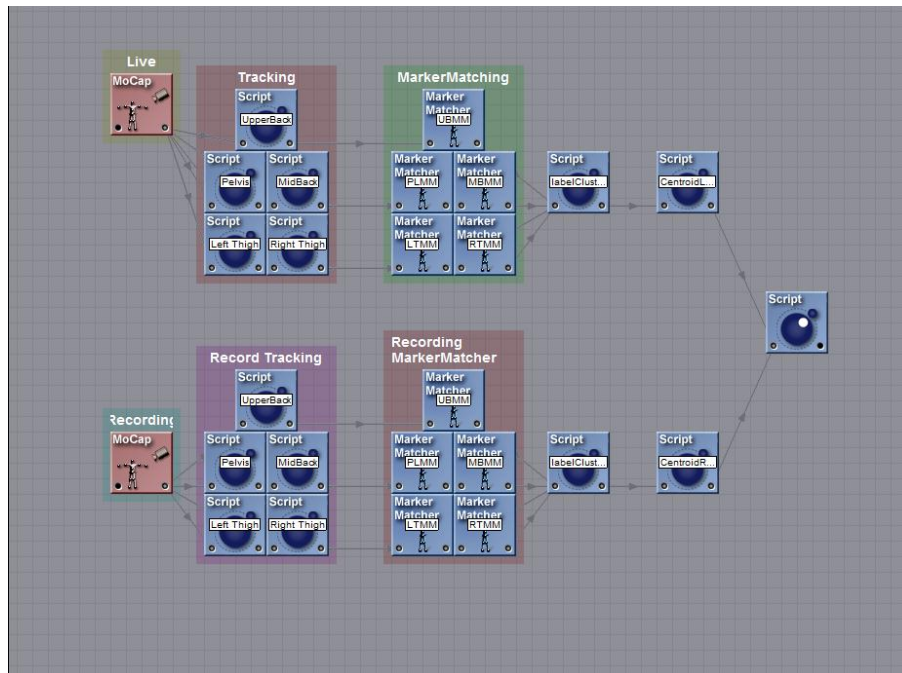 Live
MoCap
Tracking
Script
UpperBack
Script
Pelvis
Script
MidBack
Script
Left Thigh
Script
Right Thigh
MarkerMatching
Marker
Matcher
UBMM
Marker
Matcher
PLMM
Marker
Matcher
MBMM
Marker
Matcher
LTMM
Marker
Matcher
RTMM
Script
labelClust...
Script
CentroidL...
Script
Recording
MoCap
Record Tracking
Script
UpperBack
Script
Pelvis
Script
MidBack
Script
Left Thigh
Script
Right Thigh
Recording
MarkerMatcher
Marker
Matcher
UBMM
Marker
Matcher
PLMM
Marker
Matcher
MBMM
Marker
Matcher
LTMM
Marker
Matcher
RTMM
Script
labelClust...
Script
CentroidR...